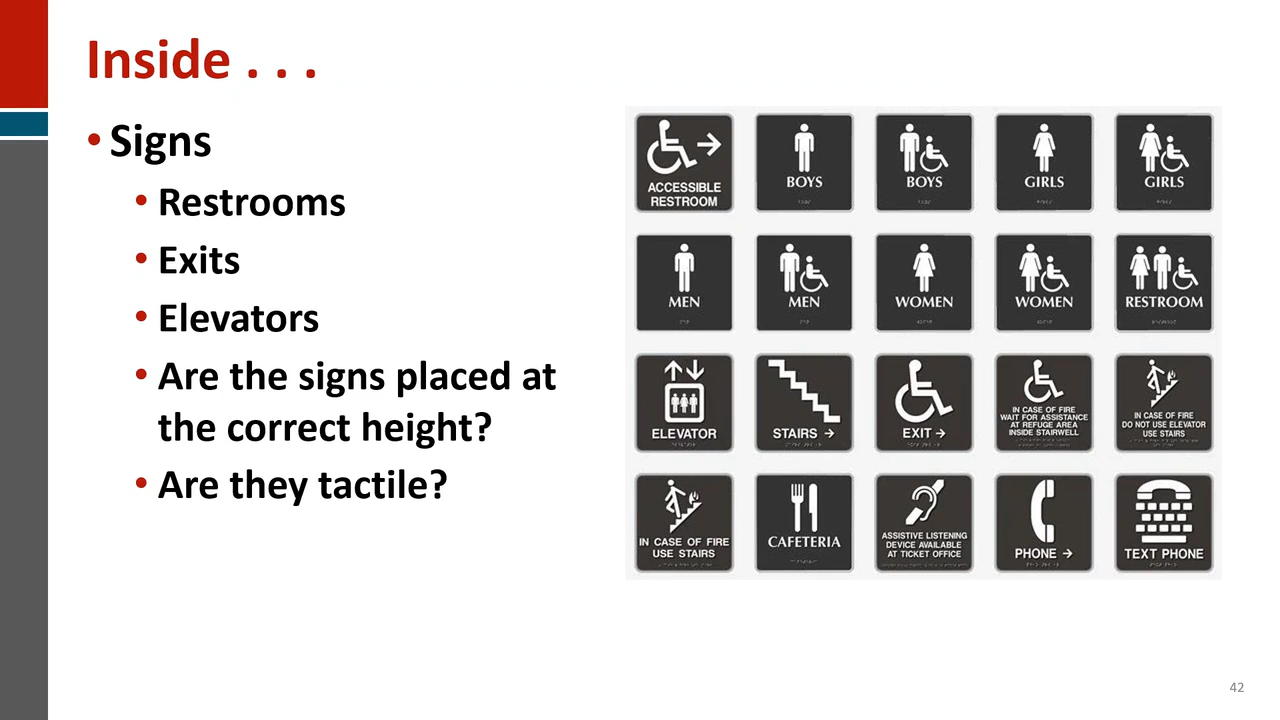 Inside . . .
• Signs
• Restrooms
• Exits
• Elevators
• Are the signs placed at
the correct height?
• Are they tactile?
ACCESSIBLE
RESTROOM
BOYS
BOYS
GIRLS
GIRLS
MEN
MEN
WOMEN
WOMEN
RESTROOM
ELEVATOR
STAIRS →
EXIT →
IN CASE OF FIRE
WAIT FOR ASSISTANCE
AT REFUGE AREA
INSIDE STAIRWELL
IN CASE OF FIRE
DO NOT USE ELEVATOR
USE STAIRS
IN CASE OF FIRE
USE STAIRS
CAFETERIA
ASSISTIVE LISTENING
DEVICE AVAILABLE
AT TICKET OFFICE
PHONE →
TEXT PHONE
42